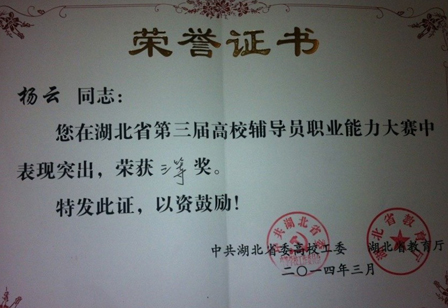 荣誉证书
杨云 同志：
您在湖北省第三届高校辅导员职业能力大赛中
表现突出，荣获三等奖。
特发此证，以资鼓励！
中共湖北省委高校工委 湖北省教育厅
二〇一四年三月